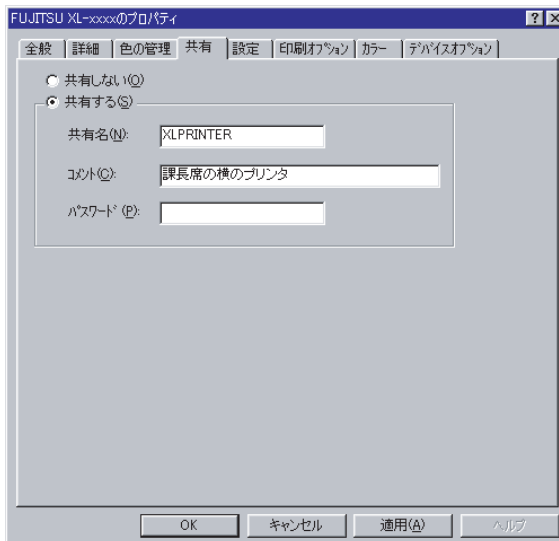 FUJITSU XL-xxxxのプロパティ
全般 詳細 色の管理 共有 設定 印刷ｵﾌﾟｼｮﾝ ｶﾗｰ ﾃﾞﾊﾞｲｽｵﾌﾟｼｮﾝ
共有しない(O)
共有する(S)
共有名(N): XLPRINTER
ｺﾒﾝﾄ(C): 課長席の横のプリンタ
ﾊﾟｽﾜｰﾄﾞ(P):
OK キャンセル 適用(A) ヘルプ